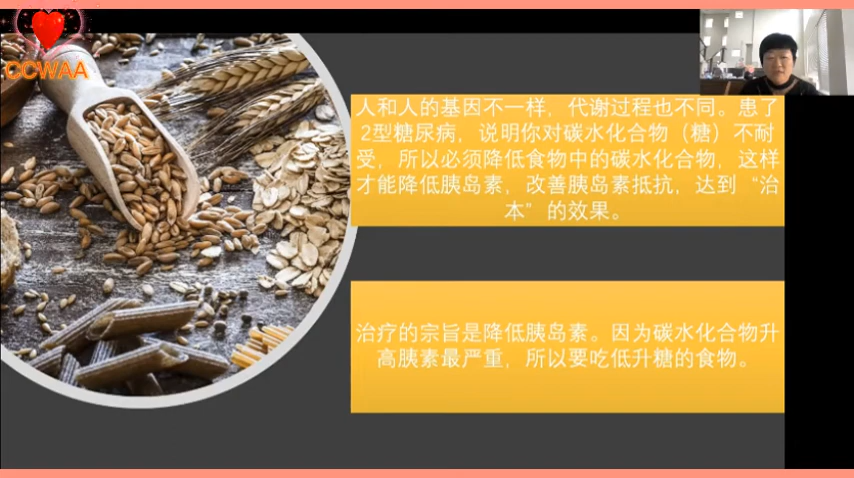 CCWAA
人和人的基因不一样，代谢过程也不同。患了
2型糖尿病，说明你对碳水化合物（糖）不耐
受，所以必须降低食物中的碳水化合物，这样
才能降低胰岛素，改善胰岛素抵抗，达到“治
本”的效果。
治疗的宗旨是降低胰岛素。因为碳水化合物升
高胰素最严重，所以要吃低升糖的食物。